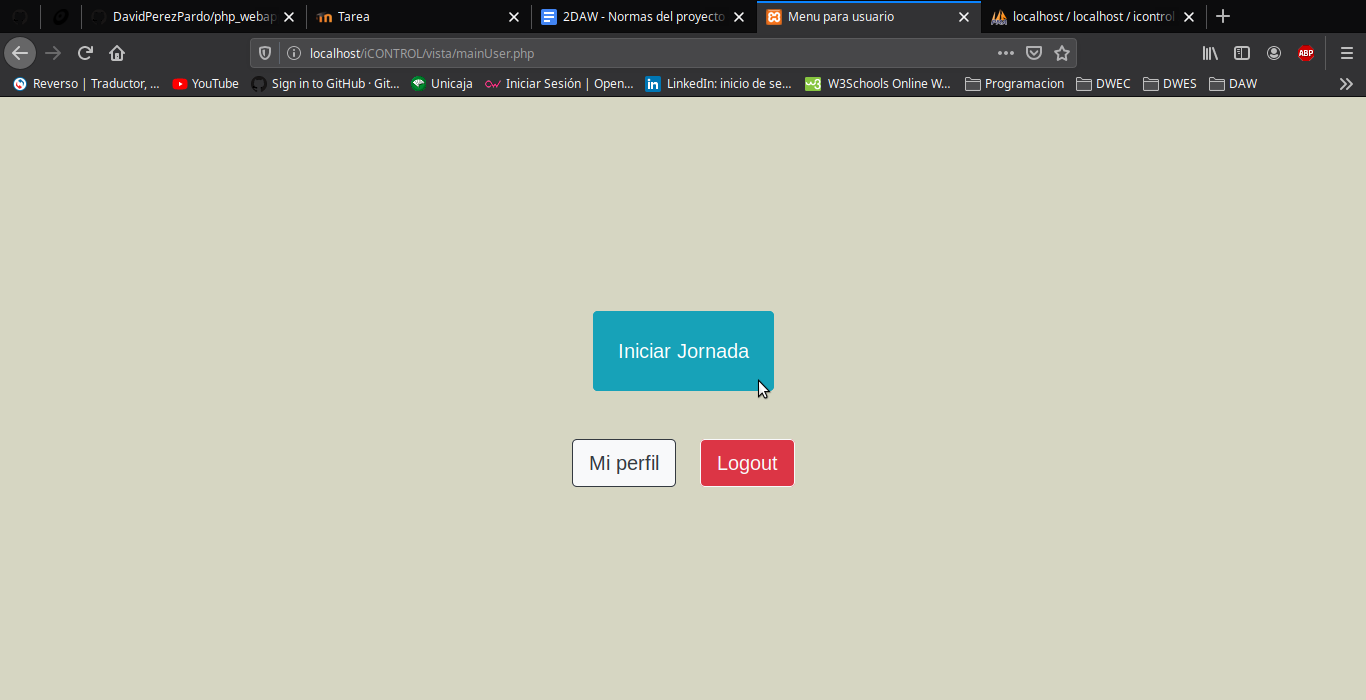 DavidPerezPardo/php_webap
Tarea
2DAW - Normas del proyecto
Menu para usuario
localhost / localhost / icontrol
localhost/iCONTROL/vista/mainUser.php
ABP
Reverso | Traductor, ...
YouTube
Sign in to GitHub · Git...
Unicaja
Iniciar Sesión | Open...
LinkedIn: inicio de se...
W3Schools Online W...
Programacion
DWEC
DWES
DAW
Iniciar Jornada
Mi perfil
Logout